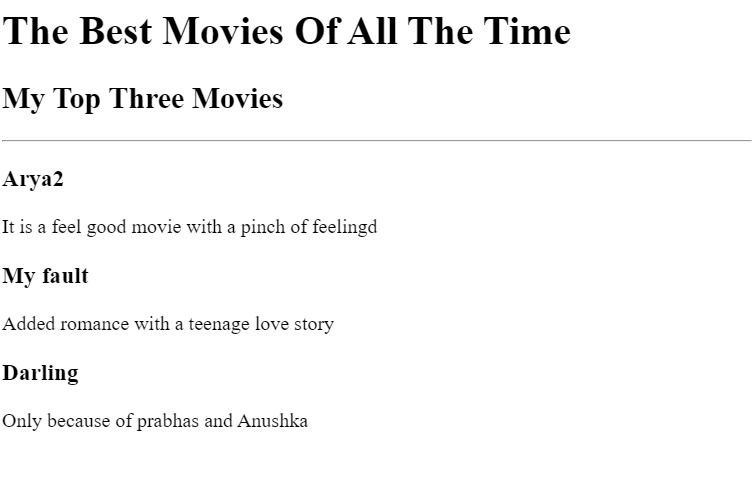 The Best Movies Of All The Time
My Top Three Movies
Arya2
It is a feel good movie with a pinch of feelingd
My fault
Added romance with a teenage love story
Darling
Only because of prabhas and Anushka